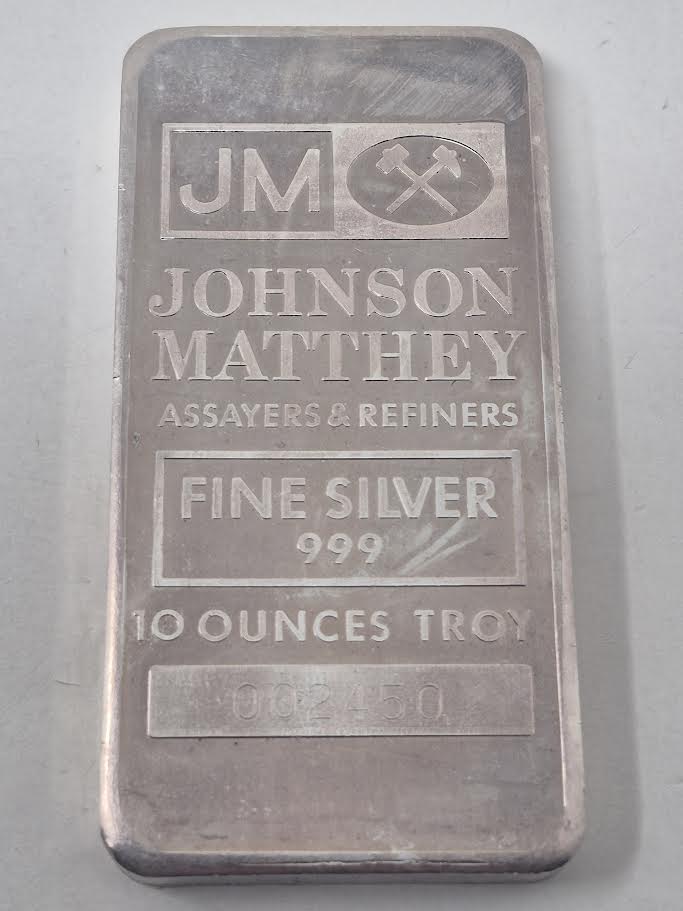 JM
JOHNSON
MATTHEY
ASSAYERS & REFINERS
FINE SILVER
999
10 OUNCES TROY
002450